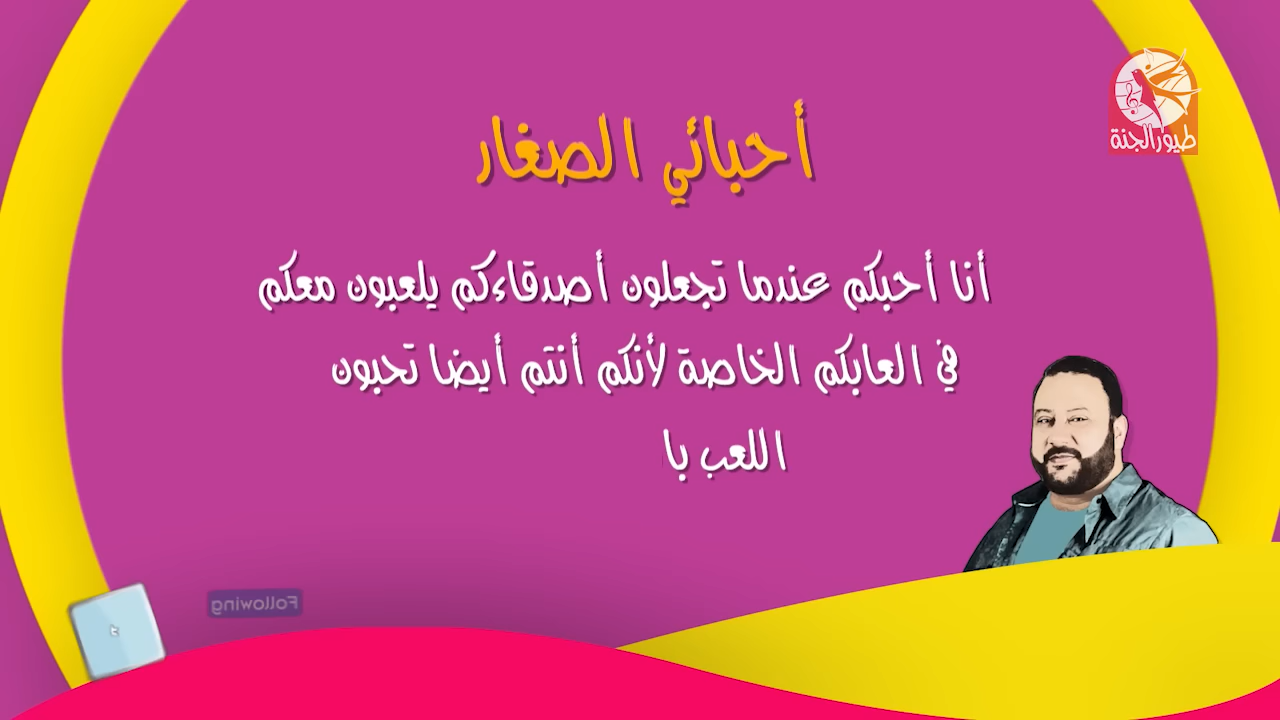 طيور الجنة
أحبائي الصغار
أنا أحبكم عندما تجعلون أصدقاءكم يلعبون معكم
في العابكم الخاصة لأنكم أنتم أيضا تحبون
اللعب با
Following